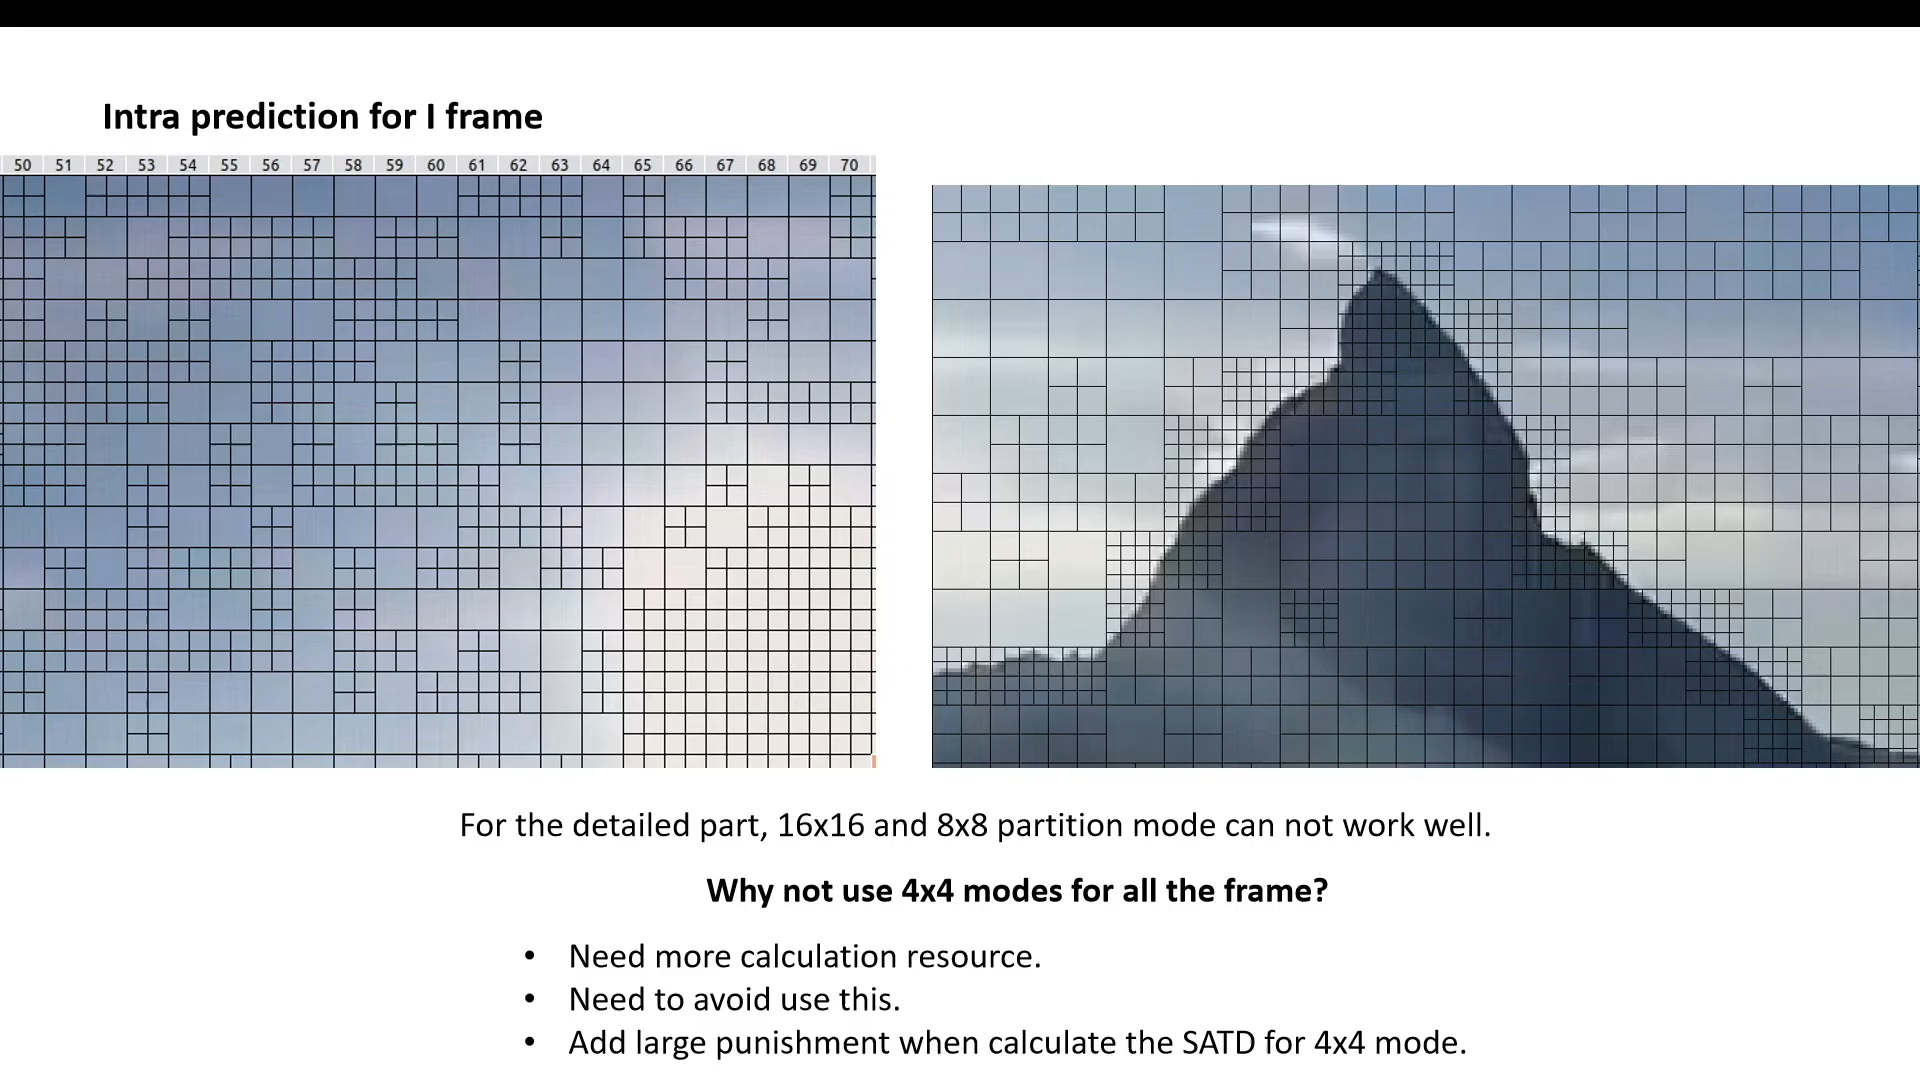 Intra prediction for I frame
50 51 52 53 54 55 56 57 58 59 60 61 62 63 64 65 66 67 68 69 70
For the detailed part, 16x16 and 8x8 partition mode can not work well.
Why not use 4x4 modes for all the frame?
• Need more calculation resource.
• Need to avoid use this.
• Add large punishment when calculate the SATD for 4x4 mode.